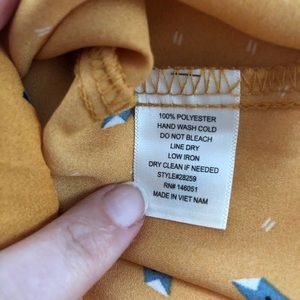 100% POLYESTER
HAND WASH COLD
DO NOT BLEACH
LINE DRY
LOW IRON
DRY CLEAN IF NEEDED
STYLE#28259
RN# 146051
MADE IN VIET NAM